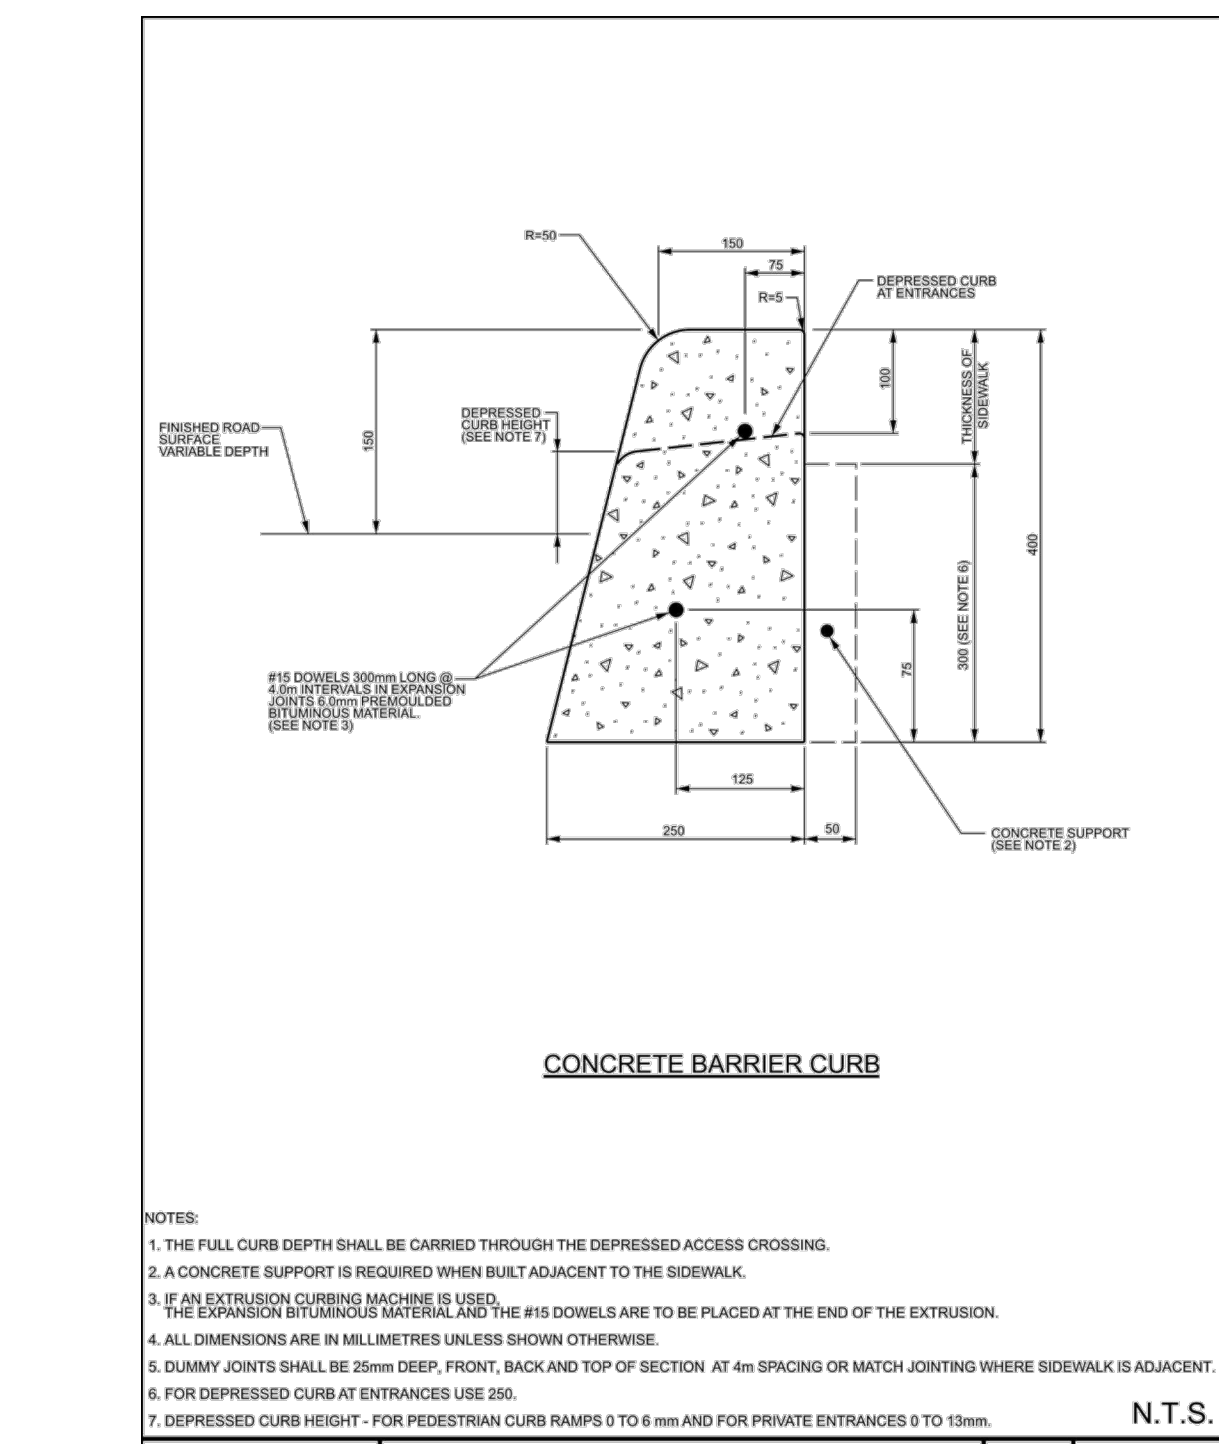 R=50
150
75
R=5
DEPRESSED CURB
AT ENTRANCES
100
THICKNESS OF
SIDEWALK
FINISHED ROAD
SURFACE
VARIABLE DEPTH
150
DEPRESSED
CURB HEIGHT
(SEE NOTE 7)
400
300 (SEE NOTE 6)
75
#15 DOWELS 300mm LONG @
4.0m INTERVALS IN EXPANSION
JOINTS 6.0mm PREMOULDED
BITUMINOUS MATERIAL.
(SEE NOTE 3)
125
250
50
CONCRETE SUPPORT
(SEE NOTE 2)
CONCRETE BARRIER CURB
NOTES:
1. THE FULL CURB DEPTH SHALL BE CARRIED THROUGH THE DEPRESSED ACCESS CROSSING.
2. A CONCRETE SUPPORT IS REQUIRED WHEN BUILT ADJACENT TO THE SIDEWALK.
3. IF AN EXTRUSION CURBING MACHINE IS USED,
THE EXPANSION BITUMINOUS MATERIAL AND THE #15 DOWELS ARE TO BE PLACED AT THE END OF THE EXTRUSION.
4. ALL DIMENSIONS ARE IN MILLIMETRES UNLESS SHOWN OTHERWISE.
5. DUMMY JOINTS SHALL BE 25mm DEEP, FRONT, BACK AND TOP OF SECTION AT 4m SPACING OR MATCH JOINTING WHERE SIDEWALK IS ADJACENT.
6. FOR DEPRESSED CURB AT ENTRANCES USE 250.
7. DEPRESSED CURB HEIGHT - FOR PEDESTRIAN CURB RAMPS 0 TO 6 mm AND FOR PRIVATE ENTRANCES 0 TO 13mm.
N.T.S.